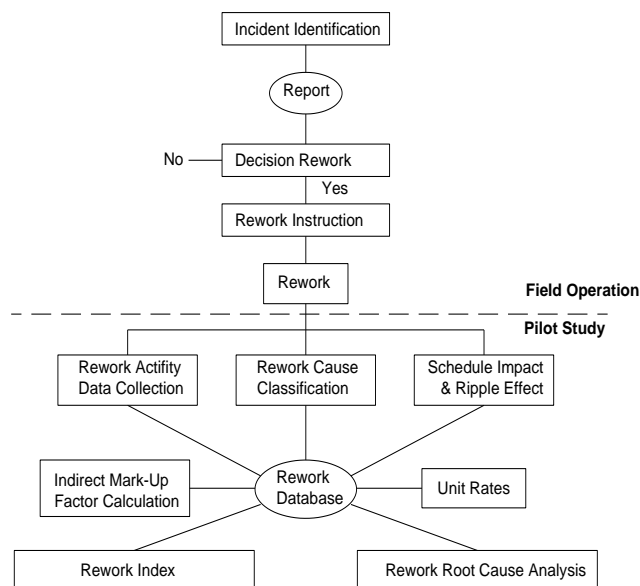 Incident Identification
Report
No
Decision Rework
Yes
Rework Instruction
Rework
Field Operation
Pilot Study
Rework Actifity
Data Collection
Rework Cause
Classification
Schedule Impact
& Ripple Effect
Indirect Mark-Up
Factor Calculation
Rework
Database
Unit Rates
Rework Index
Rework Root Cause Analysis